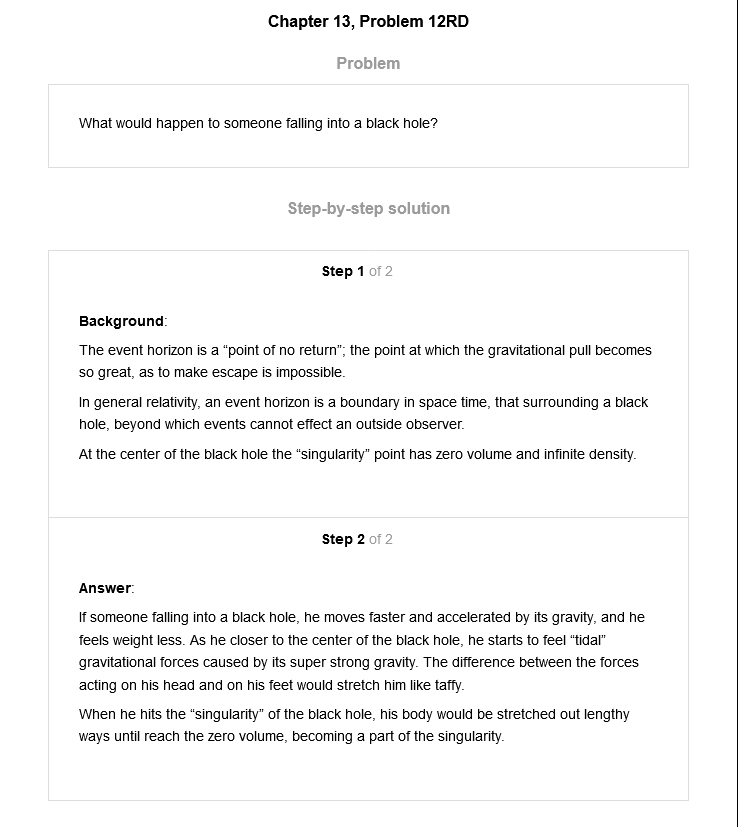 Chapter 13, Problem 12RD
Problem
What would happen to someone falling into a black hole?
Step-by-step solution
Step 1 of 2
Background:
The event horizon is a “point of no return”; the point at which the gravitational pull becomes
so great, as to make escape is impossible.
In general relativity, an event horizon is a boundary in space time, that surrounding a black
hole, beyond which events cannot effect an outside observer.
At the center of the black hole the “singularity” point has zero volume and infinite density.
Step 2 of 2
Answer:
If someone falling into a black hole, he moves faster and accelerated by its gravity, and he
feels weight less. As he closer to the center of the black hole, he starts to feel “tidal”
gravitational forces caused by its super strong gravity. The difference between the forces
acting on his head and on his feet would stretch him like taffy.
When he hits the “singularity” of the black hole, his body would be stretched out lengthy
ways until reach the zero volume, becoming a part of the singularity.